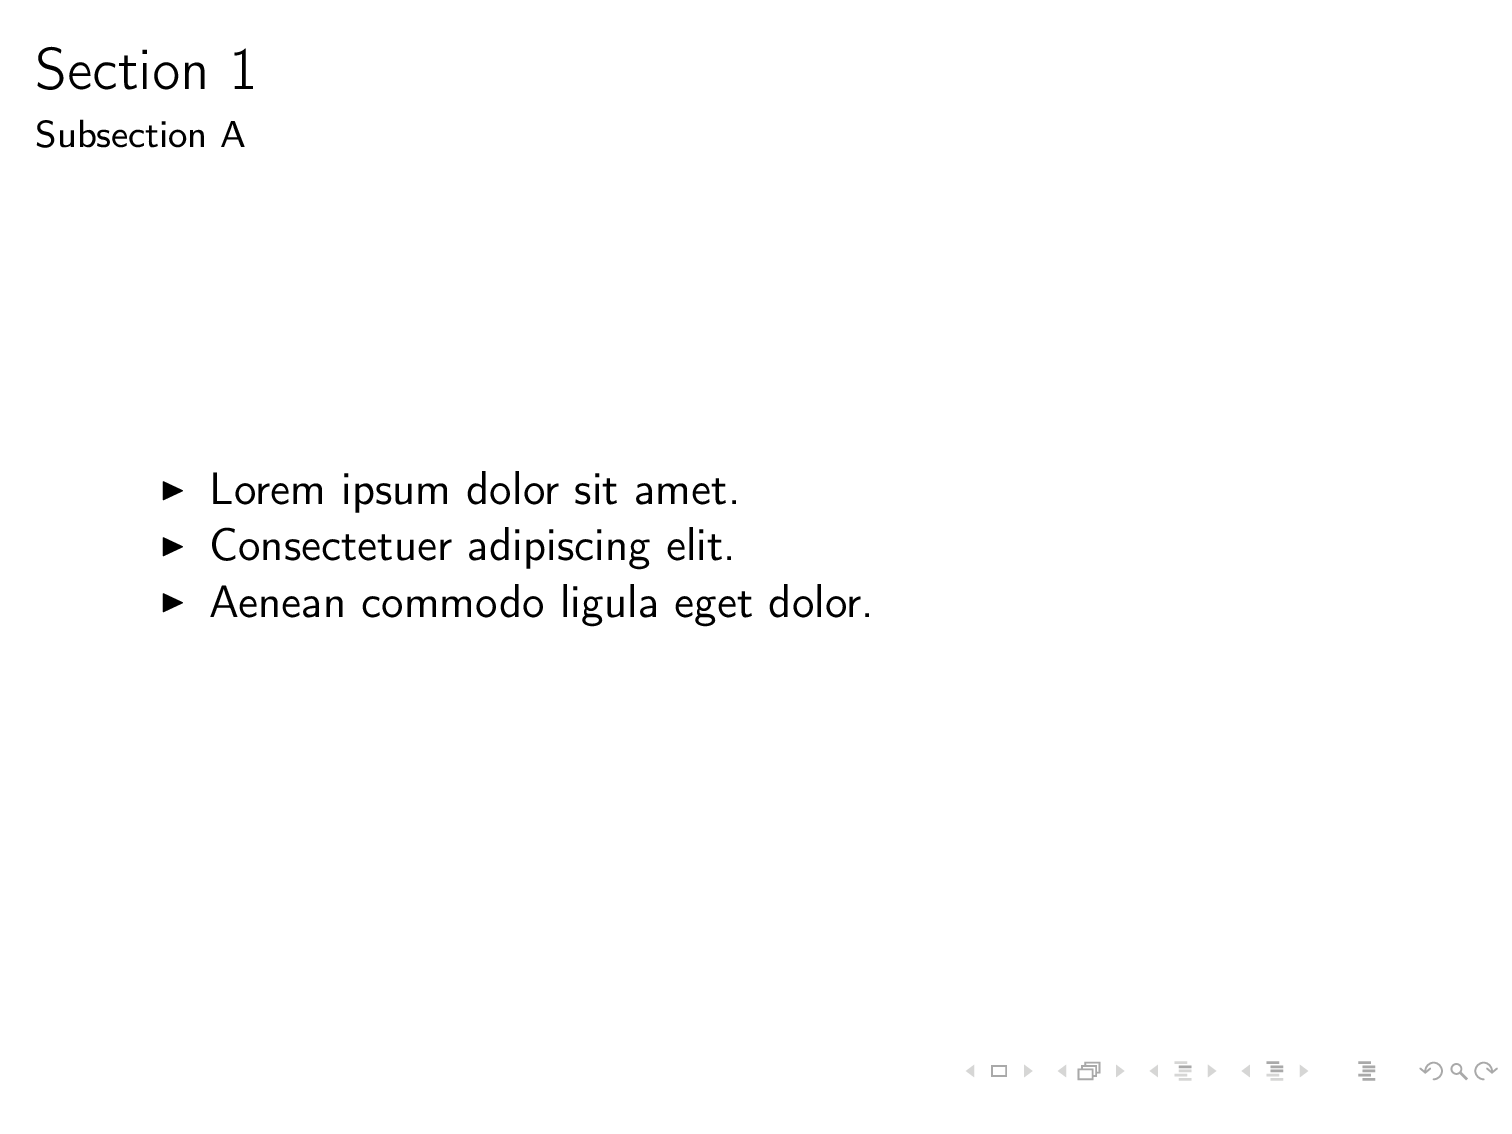 Section 1
Subsection A
Lorem ipsum dolor sit amet.
Consectetuer adipiscing elit.
Aenean commodo ligula eget dolor.